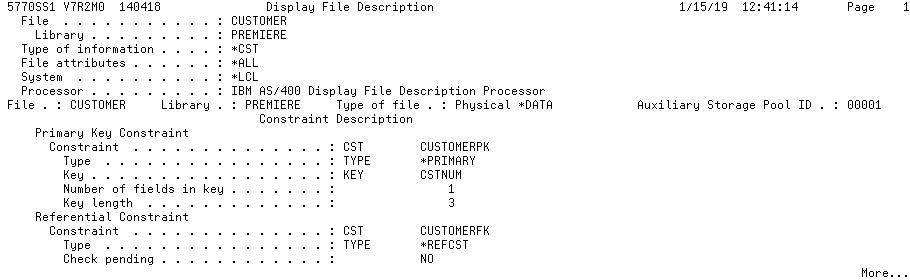 5770SS1 V7R2M0 140418 Display File Description 1/15/19 12:41:14 Page 1
File . . . . . . . . . . . . : CUSTOMER
Library . . . . . . . . . : PREMIERE
Type of information . . . . : *CST
File attributes . . . . . . : *ALL
System . . . . . . . . . . : *LCL
Processor . . . . . . . . . : IBM AS/400 Display File Description Processor
File . : CUSTOMER Library . : PREMIERE Type of file . : Physical *DATA Auxiliary Storage Pool ID . : 00001
Constraint Description
Primary Key Constraint
Constraint . . . . . . . . . . . . . . . : CST CUSTOMERPK
Type . . . . . . . . . . . . . . . . . : TYPE *PRIMARY
Key . . . . . . . . . . . . . . . . . . : KEY CSTNUM
Number of fields in key . . . . . . . : 1
Key length . . . . . . . . . . . . . . : 3
Referential Constraint
Constraint . . . . . . . . . . . . . . . : CST CUSTOMERFK
Type . . . . . . . . . . . . . . . . . : TYPE *REFCST
Check pending . . . . . . . . . . . . : NO
More...